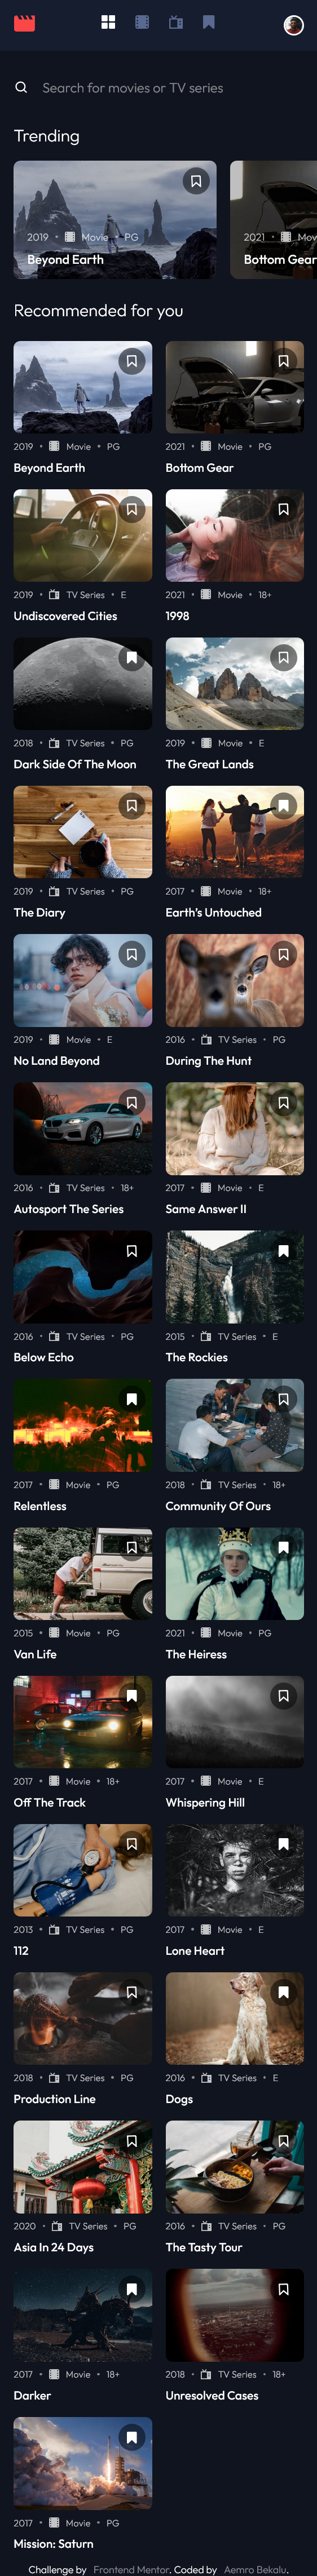 Search for movies or TV series
Trending
2019 • Movie • PG
Beyond Earth
2021 • Mov
Bottom Gear
Recommended for you
2019 • Movie • PG
Beyond Earth
2021 • Movie • PG
Bottom Gear
2019 • TV Series • E
Undiscovered Cities
2021 • Movie • 18+
1998
2018 • TV Series • PG
Dark Side Of The Moon
2019 • Movie • E
The Great Lands
2019 • TV Series • PG
The Diary
2017 • Movie • 18+
Earth's Untouched
2019 • Movie • E
No Land Beyond
2016 • TV Series • PG
During The Hunt
2016 • TV Series • 18+
Autosport The Series
2017 • Movie • E
Same Answer II
2016 • TV Series • PG
Below Echo
2015 • TV Series • E
The Rockies
2017 • Movie • PG
Relentless
2018 • TV Series • 18+
Community Of Ours
2015 • Movie • PG
Van Life
2021 • Movie • PG
The Heiress
2017 • Movie • 18+
Off The Track
2017 • Movie • E
Whispering Hill
2013 • TV Series • PG
112
2017 • Movie • E
Lone Heart
2018 • TV Series • PG
Production Line
2016 • TV Series • E
Dogs
2020 • TV Series • PG
Asia In 24 Days
2016 • TV Series • PG
The Tasty Tour
2017 • Movie • 18+
Darker
2018 • TV Series • 18+
Unresolved Cases
2017 • Movie • PG
Mission: Saturn
Challenge by Frontend Mentor. Coded by Aemro Bekalu.